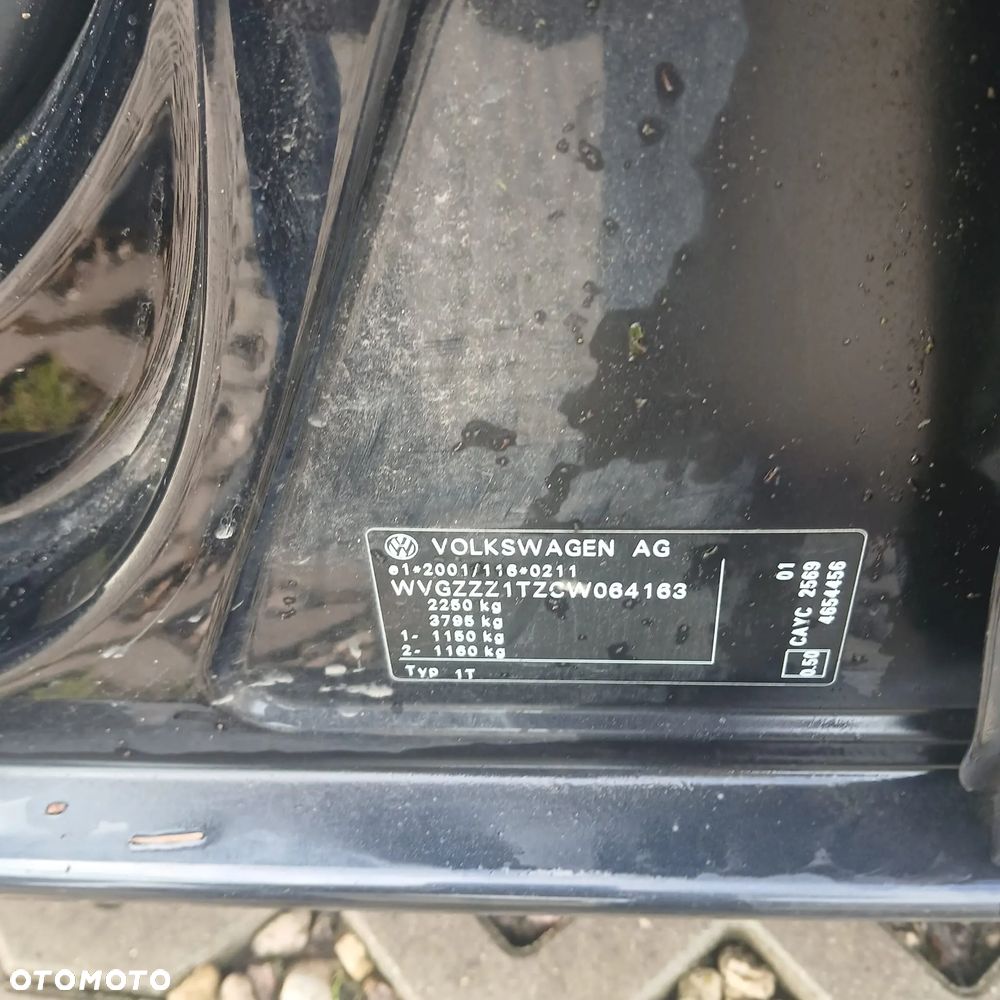 VOLKSWAGEN AG
e1*2001/116*0211
WVGZZZ1TZCW064163
2250 kg
3795 kg
1- 1150 kg
2- 1160 kg
Typ 1T
01
CAYC 2569
4654456
0.50
OTOMOTO